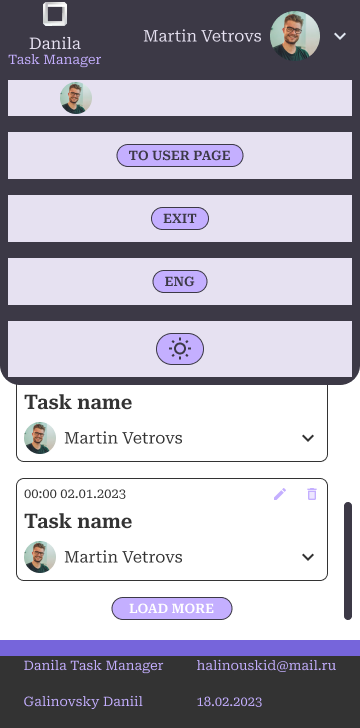 Danila
Task Manager
Martin Vetrovs
TO USER PAGE
EXIT
ENG
Task name
Martin Vetrovs
00:00 02.01.2023
Task name
Martin Vetrovs
LOAD MORE
Danila Task Manager
halinouskid@mail.ru
Galinovsky Daniil
18.02.2023